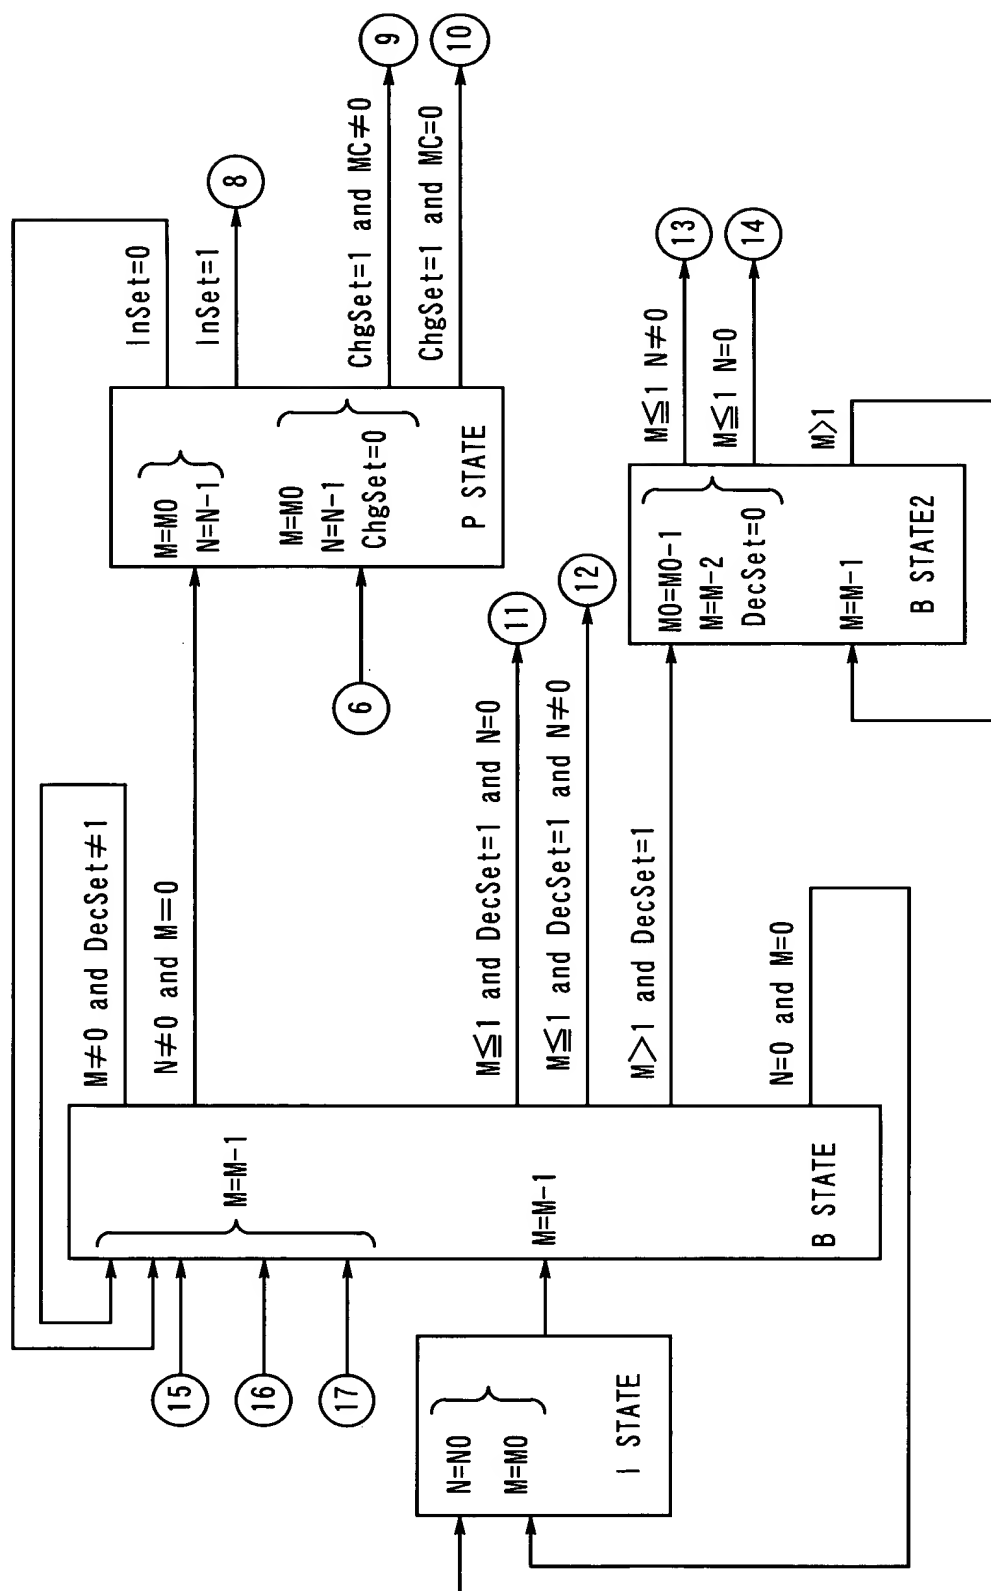 N=N0
M=M0
I STATE
15
16
17
M=M-1
M=M-1
B STATE
M≠0 and DecSet≠1
N≠0 and M=0
M≦1 and DecSet=1 and N=0
M≦1 and DecSet=1 and N≠0
M>1 and DecSet=1
N=0 and M=0
6
11
12
M=M0
N=N-1
M=M0
N=N-1
ChgSet=0
P STATE
InSet=0
InSet=1
8
ChgSet=1 and MC≠0
9
ChgSet=1 and MC=0
10
M0=M0-1
M=M-2
DecSet=0
M=M-1
B STATE2
M≦1 N≠0
13
M≦1 N=0
14
M>1